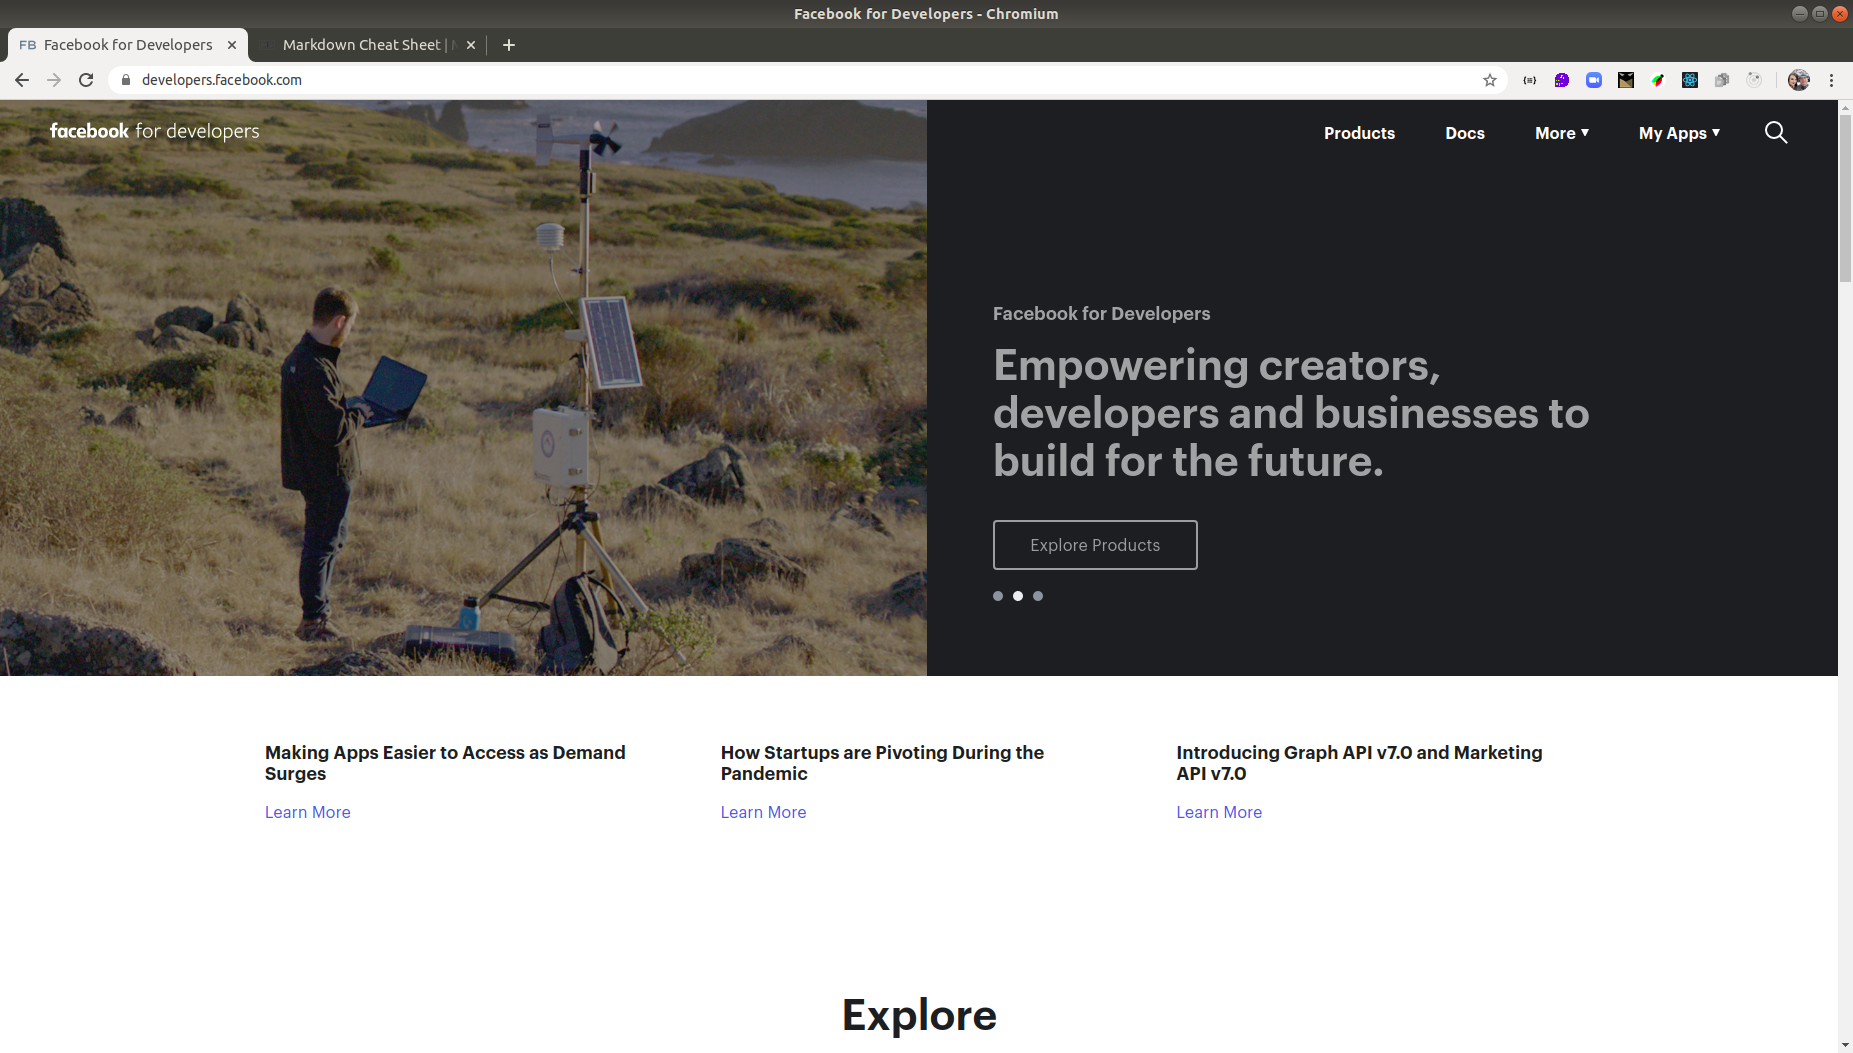 Facebook for Developers - Chromium
FB Facebook for Developers
Markdown Cheat Sheet |
developers.facebook.com
facebook for developers
Products Docs More ▼ My Apps ▼
Facebook for Developers
Empowering creators,
developers and businesses to
build for the future.
Explore Products
Making Apps Easier to Access as Demand
Surges
Learn More
How Startups are Pivoting During the
Pandemic
Learn More
Introducing Graph API v7.0 and Marketing
API v7.0
Learn More
Explore